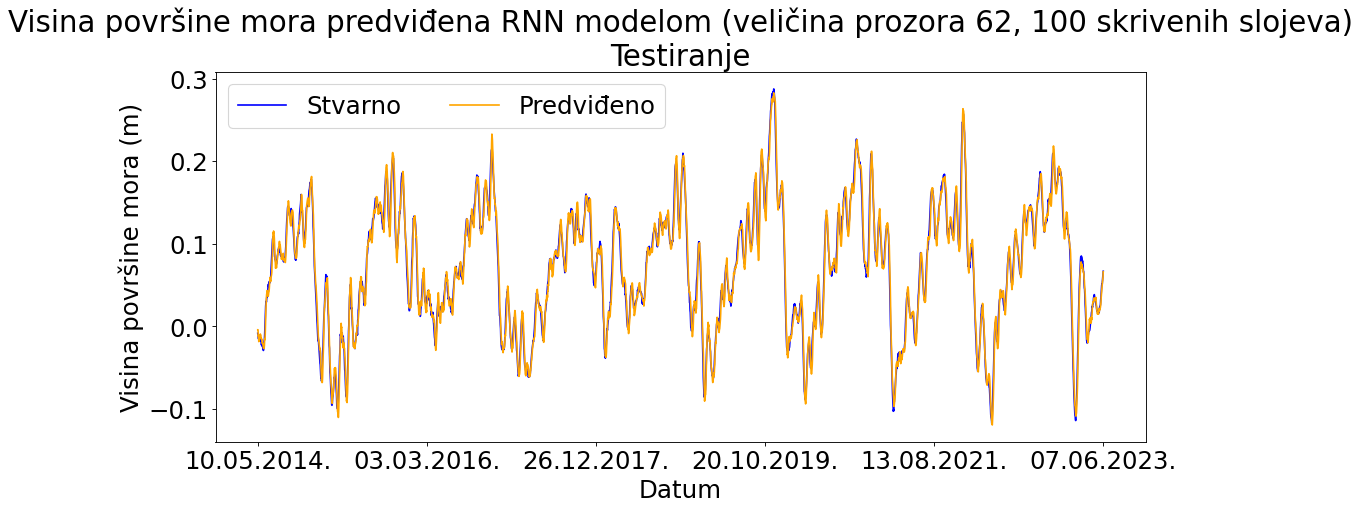 Visina površine mora predviđena RNN modelom (veličina prozora 62, 100 skrivenih slojeva)
Testiranje
Stvarno Predviđeno
Visina površine mora (m)
0.3
0.2
0.1
0.0
−0.1
10.05.2014. 03.03.2016. 26.12.2017. 20.10.2019. 13.08.2021. 07.06.2023.
Datum